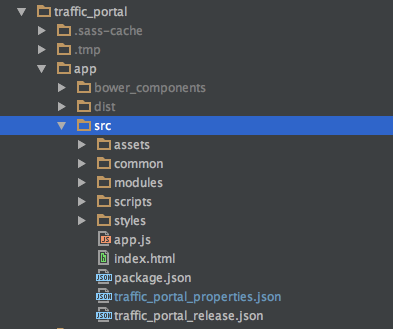 traffic_portal
.sass-cache
.tmp
app
bower_components
dist
src
assets
common
modules
scripts
styles
app.js
index.html
package.json
traffic_portal_properties.json
traffic_portal_release.json